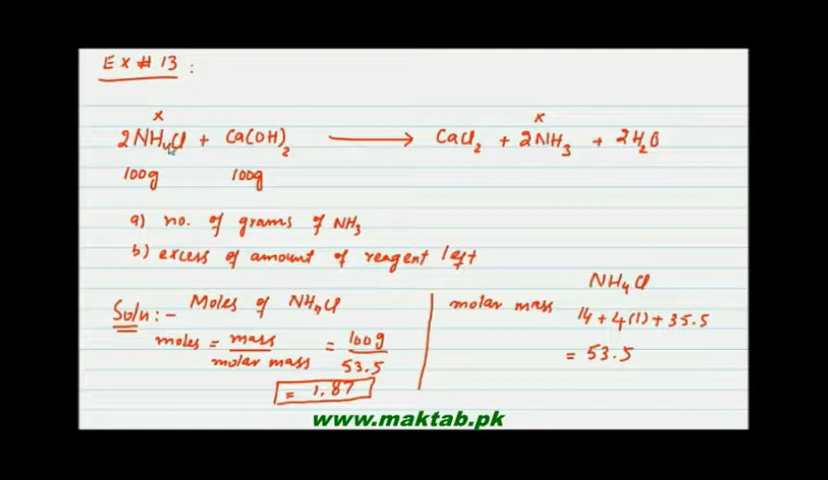 Ex # 13 :
x x
2NH₄Cl + Ca(OH)₂ ⟶ CaCl₂ + 2NH₃ + 2H₂O
100g 100g
a) no. of grams of NH₃
b) excess of amount of reagent left
NH₄Cl
Soln :- Moles of NH₄Cl
molar mass 14 + 4(1) + 35.5
moles = mass / molar mass = 100g / 53.5
= 53.5
= 1.87
www.maktab.pk